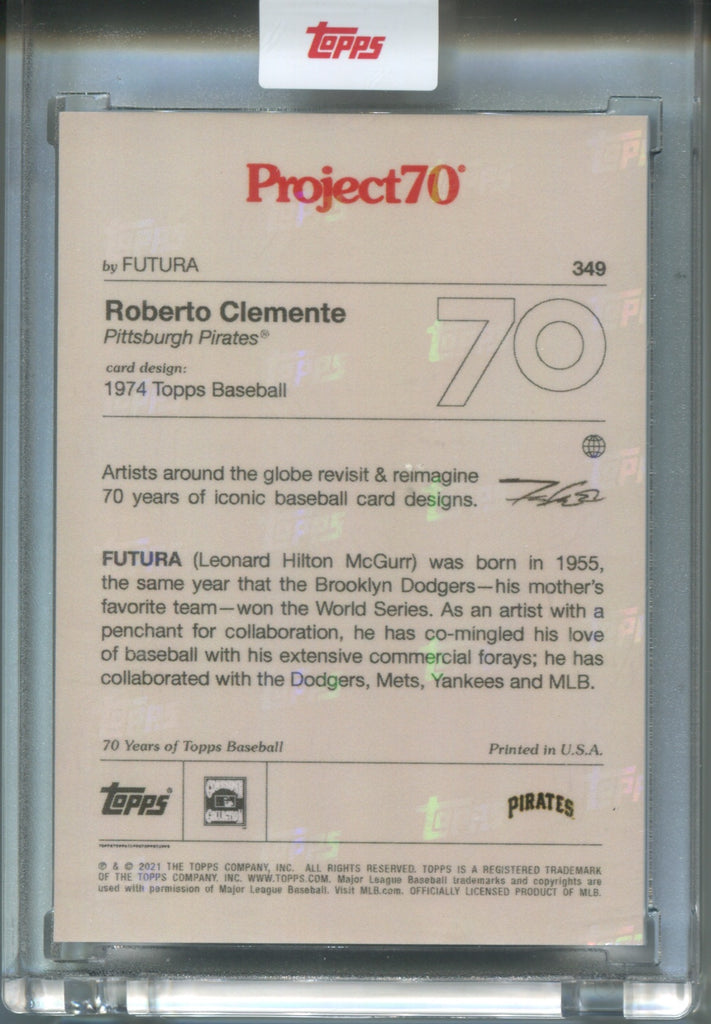 TOPPS
Project70®
by FUTURA
349
Roberto Clemente
Pittsburgh Pirates®
70
card design:
1974 Topps Baseball
Artists around the globe revisit & reimagine
70 years of iconic baseball card designs.
FUTURA (Leonard Hilton McGurr) was born in 1955,
the same year that the Brooklyn Dodgers—his mother's
favorite team—won the World Series. As an artist with a
penchant for collaboration, he has co-mingled his love
of baseball with his extensive commercial forays; he has
collaborated with the Dodgers, Mets, Yankees and MLB.
70 Years of Topps Baseball
Printed in U.S.A.
TOPPS
PIRATES
℗ & © 2021 THE TOPPS COMPANY, INC. ALL RIGHTS RESERVED. TOPPS IS A REGISTERED TRADEMARK
OF THE TOPPS COMPANY, INC. WWW.TOPPS.COM. Major League Baseball trademarks and copyrights are
used with permission of Major League Baseball. Visit MLB.com. OFFICIALLY LICENSED PRODUCT OF MLB.